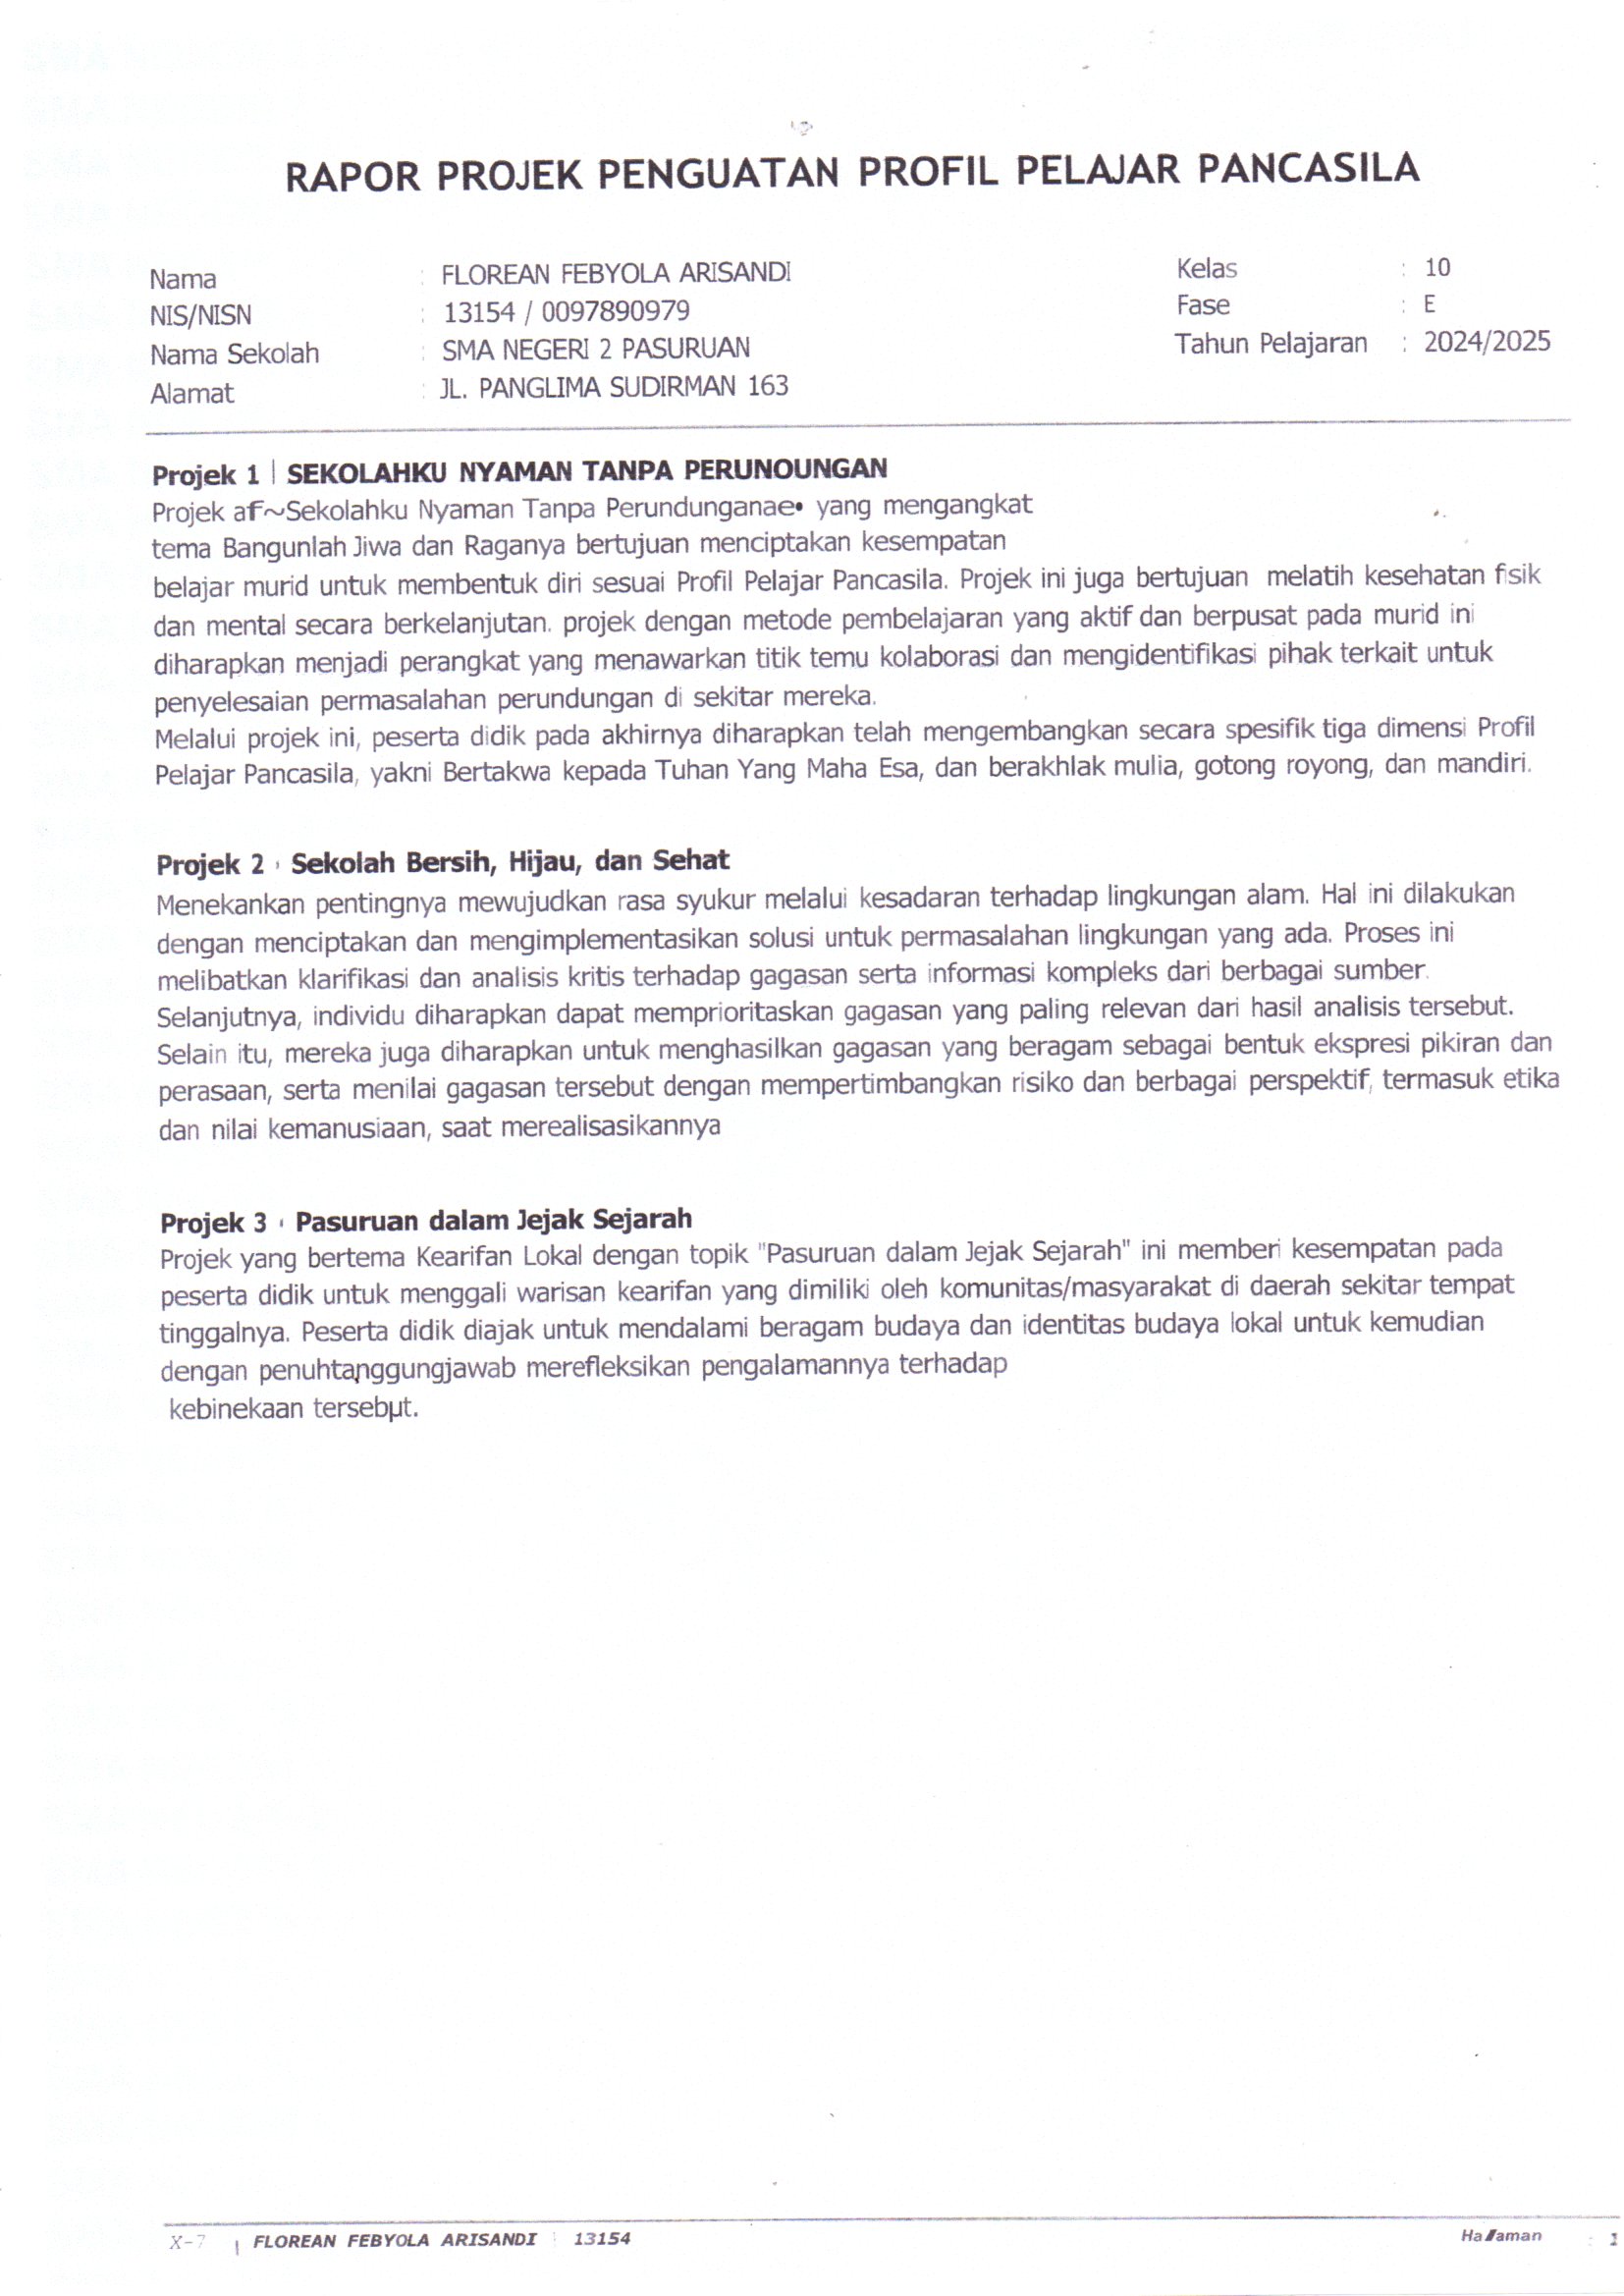 RAPOR PROJEK PENGUATAN PROFIL PELAJAR PANCASILA
Nama : FLOREAN FEBYOLA ARISANDI Kelas : 10
NIS/NISN : 13154 / 0097890979 Fase : E
Nama Sekolah : SMA NEGERI 2 PASURUAN Tahun Pelajaran : 2024/2025
Alamat : JL. PANGLIMA SUDIRMAN 163
Projek 1 | SEKOLAHKU NYAMAN TANPA PERUNOUNGAN
Projek af~Sekolahku Nyaman Tanpa Perundunganae• yang mengangkat
tema Bangunlah Jiwa dan Raganya bertujuan menciptakan kesempatan
belajar murid untuk membentuk diri sesuai Profil Pelajar Pancasila. Projek ini juga bertujuan melatih kesehatan fisik
dan mental secara berkelanjutan. projek dengan metode pembelajaran yang aktif dan berpusat pada murid ini
diharapkan menjadi perangkat yang menawarkan titik temu kolaborasi dan mengidentifikasi pihak terkait untuk
penyelesaian permasalahan perundungan di sekitar mereka.
Melalui projek ini, peserta didik pada akhirnya diharapkan telah mengembangkan secara spesifik tiga dimensi Profil
Pelajar Pancasila, yakni Bertakwa kepada Tuhan Yang Maha Esa, dan berakhlak mulia, gotong royong, dan mandiri.
Projek 2 Sekolah Bersih, Hijau, dan Sehat
Menekankan pentingnya mewujudkan rasa syukur melalui kesadaran terhadap lingkungan alam. Hal ini dilakukan
dengan menciptakan dan mengimplementasikan solusi untuk permasalahan lingkungan yang ada. Proses ini
melibatkan klarifikasi dan analisis kritis terhadap gagasan serta informasi kompleks dari berbagai sumber.
Selanjutnya, individu diharapkan dapat memprioritaskan gagasan yang paling relevan dari hasil analisis tersebut.
Selain itu, mereka juga diharapkan untuk menghasilkan gagasan yang beragam sebagai bentuk ekspresi pikiran dan
perasaan, serta menilai gagasan tersebut dengan mempertimbangkan risiko dan berbagai perspektif, termasuk etika
dan nilai kemanusiaan, saat merealisasikannya
Projek 3 Pasuruan dalam Jejak Sejarah
Projek yang bertema Kearifan Lokal dengan topik "Pasuruan dalam Jejak Sejarah" ini memberi kesempatan pada
peserta didik untuk menggali warisan kearifan yang dimiliki oleh komunitas/masyarakat di daerah sekitar tempat
tinggalnya. Peserta didik diajak untuk mendalami beragam budaya dan identitas budaya lokal untuk kemudian
dengan penuhtanggungjawab merefleksikan pengalamannya terhadap
kebinekaan tersebut.
X-7 | FLOREAN FEBYOLA ARISANDI | 13154 Halaman : 1